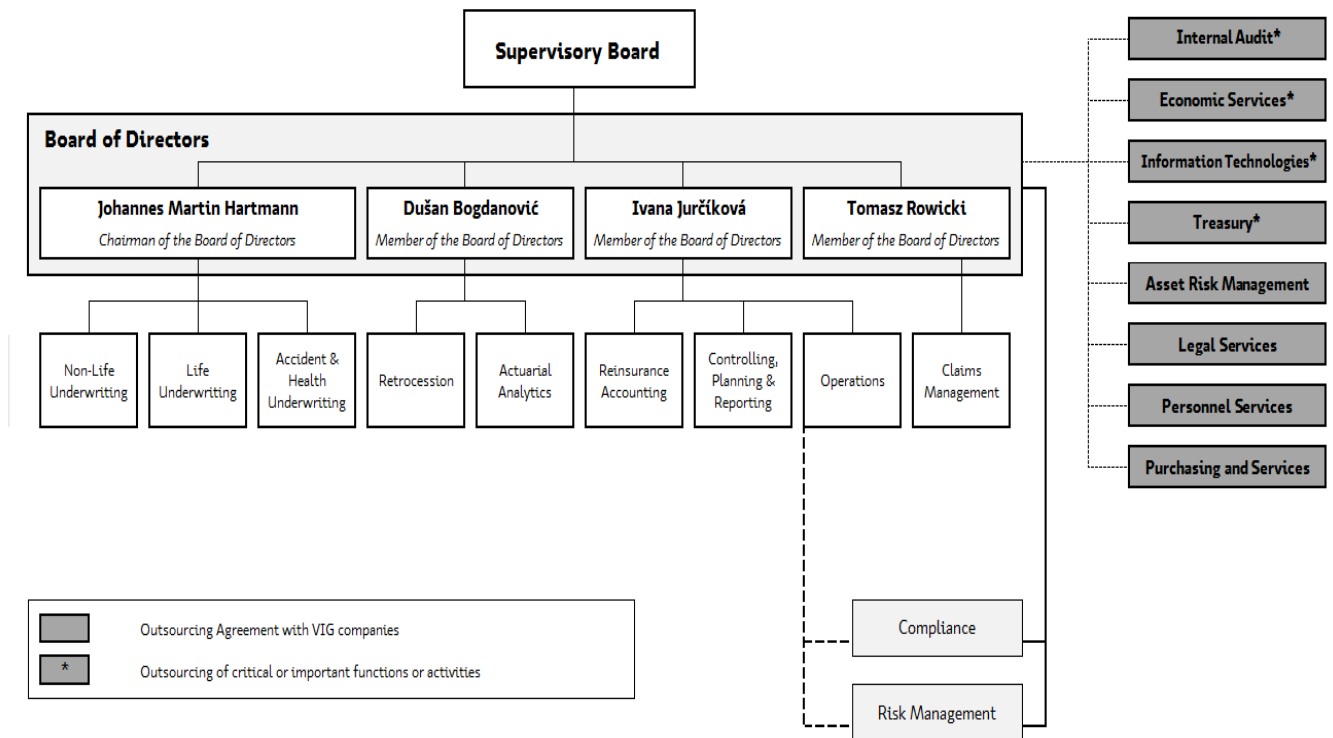 Supervisory Board
Board of Directors
Johannes Martin Hartmann
Chairman of the Board of Directors
Dušan Bogdanović
Member of the Board of Directors
Ivana Jurčíková
Member of the Board of Directors
Tomasz Rowicki
Member of the Board of Directors
Non-Life
Underwriting
Life
Underwriting
Accident &
Health
Underwriting
Retrocession
Actuarial
Analytics
Reinsurance
Accounting
Controlling,
Planning &
Reporting
Operations
Claims
Management
Internal Audit*
Economic Services*
Information Technologies*
Treasury*
Asset Risk Management
Legal Services
Personnel Services
Purchasing and Services
Compliance
Risk Management
Outsourcing Agreement with VIG companies
* Outsourcing of critical or important functions or activities